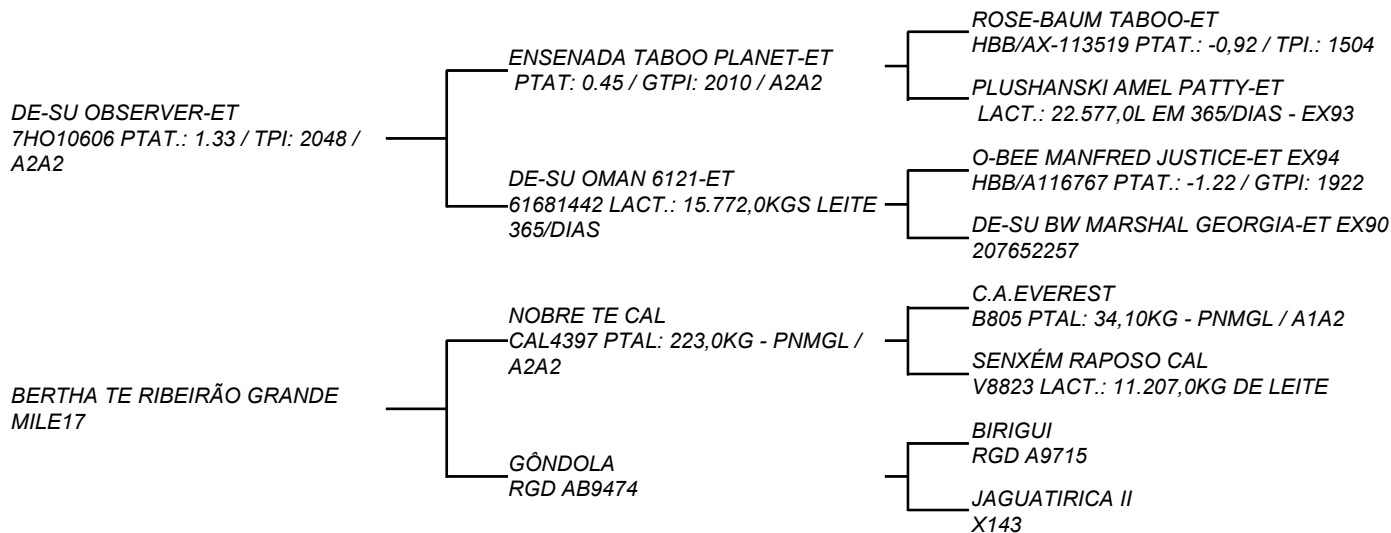 DE-SU OBSERVER-ET
7HO10606 PTAT.: 1.33 / TPI: 2048 /
A2A2
ENSENADA TABOO PLANET-ET
PTAT: 0.45 / GTPI: 2010 / A2A2
ROSE-BAUM TABOO-ET
HBB/AX-113519 PTAT.: -0,92 / TPI.: 1504
PLUSHANSKI AMEL PATTY-ET
LACT.: 22.577,0L EM 365/DIAS - EX93
DE-SU OMAN 6121-ET
61681442 LACT.: 15.772,0KGS LEITE
365/DIAS
O-BEE MANFRED JUSTICE-ET EX94
HBB/A116767 PTAT.: -1.22 / GTPI: 1922
DE-SU BW MARSHAL GEORGIA-ET EX90
207652257
BERTHA TE RIBEIRÃO GRANDE
MILE17
NOBRE TE CAL
CAL4397 PTAL: 223,0KG - PNMGL /
A2A2
C.A.EVEREST
B805 PTAL: 34,10KG - PNMGL / A1A2
SENXÉM RAPOSO CAL
V8823 LACT.: 11.207,0KG DE LEITE
GÔNDOLA
RGD AB9474
BIRIGUI
RGD A9715
JAGUATIRICA II
X143